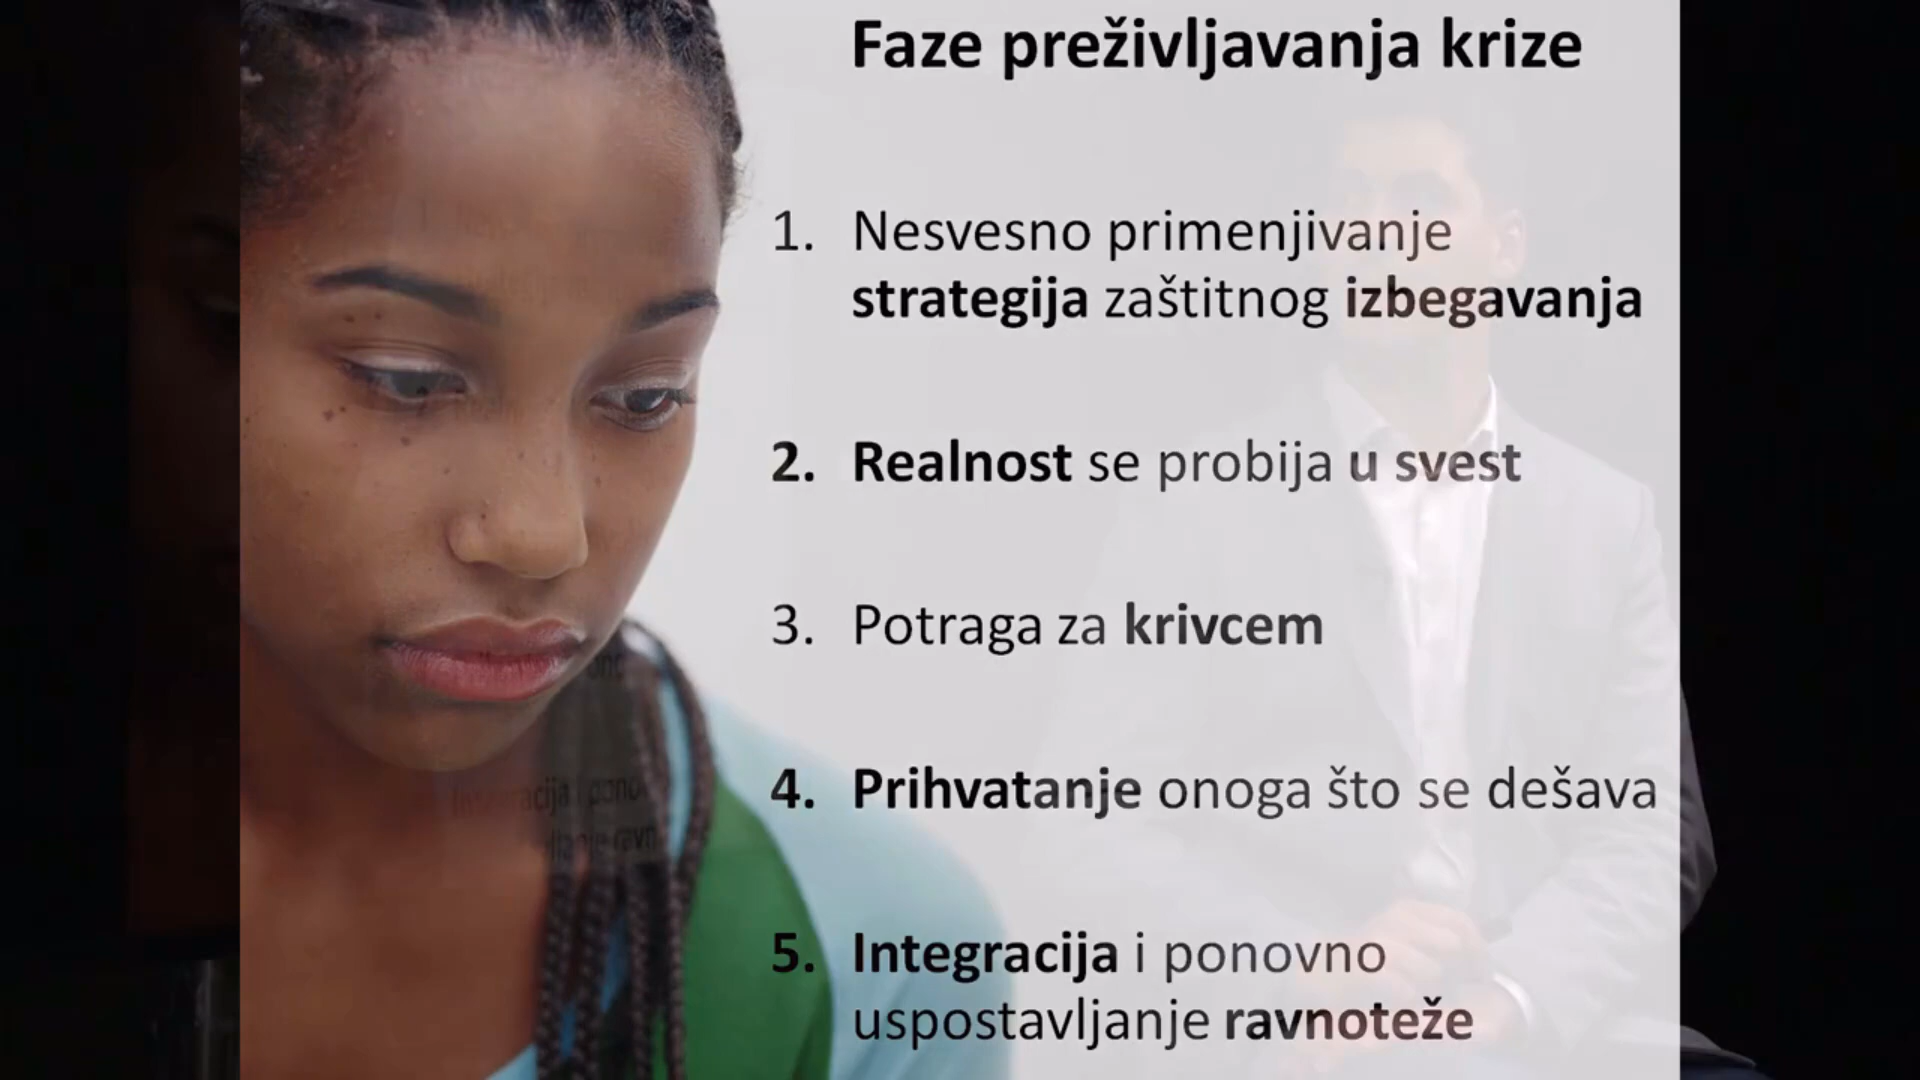 Faze preživljavanja krize
1. Nesvesno primenjivanje
strategija zaštitnog izbegavanja
2. Realnost se probija u svest
3. Potraga za krivcem
4. Prihvatanje onoga što se dešava
5. Integracija i ponovno
uspostavljanje ravnoteže